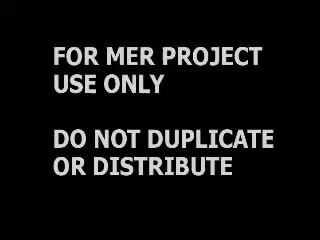 FOR MER PROJECT
USE ONLY
DO NOT DUPLICATE
OR DISTRIBUTE